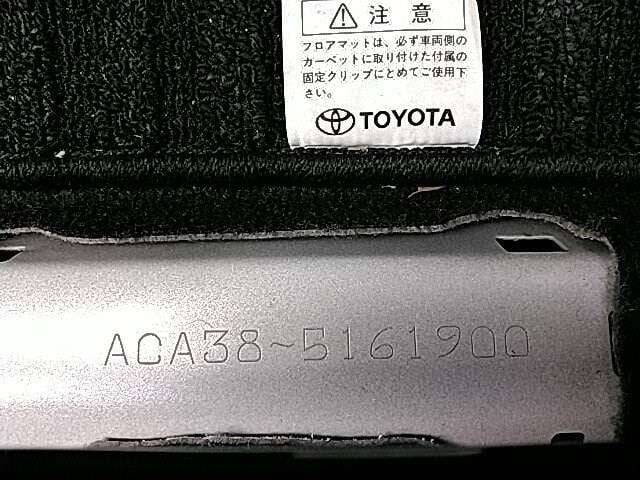 注意
フロアマットは、必ず車両側の
カーペットに取り付けた付属の
固定クリップにとめてご使用下
さい。
TOYOTA
ACA38~5161900